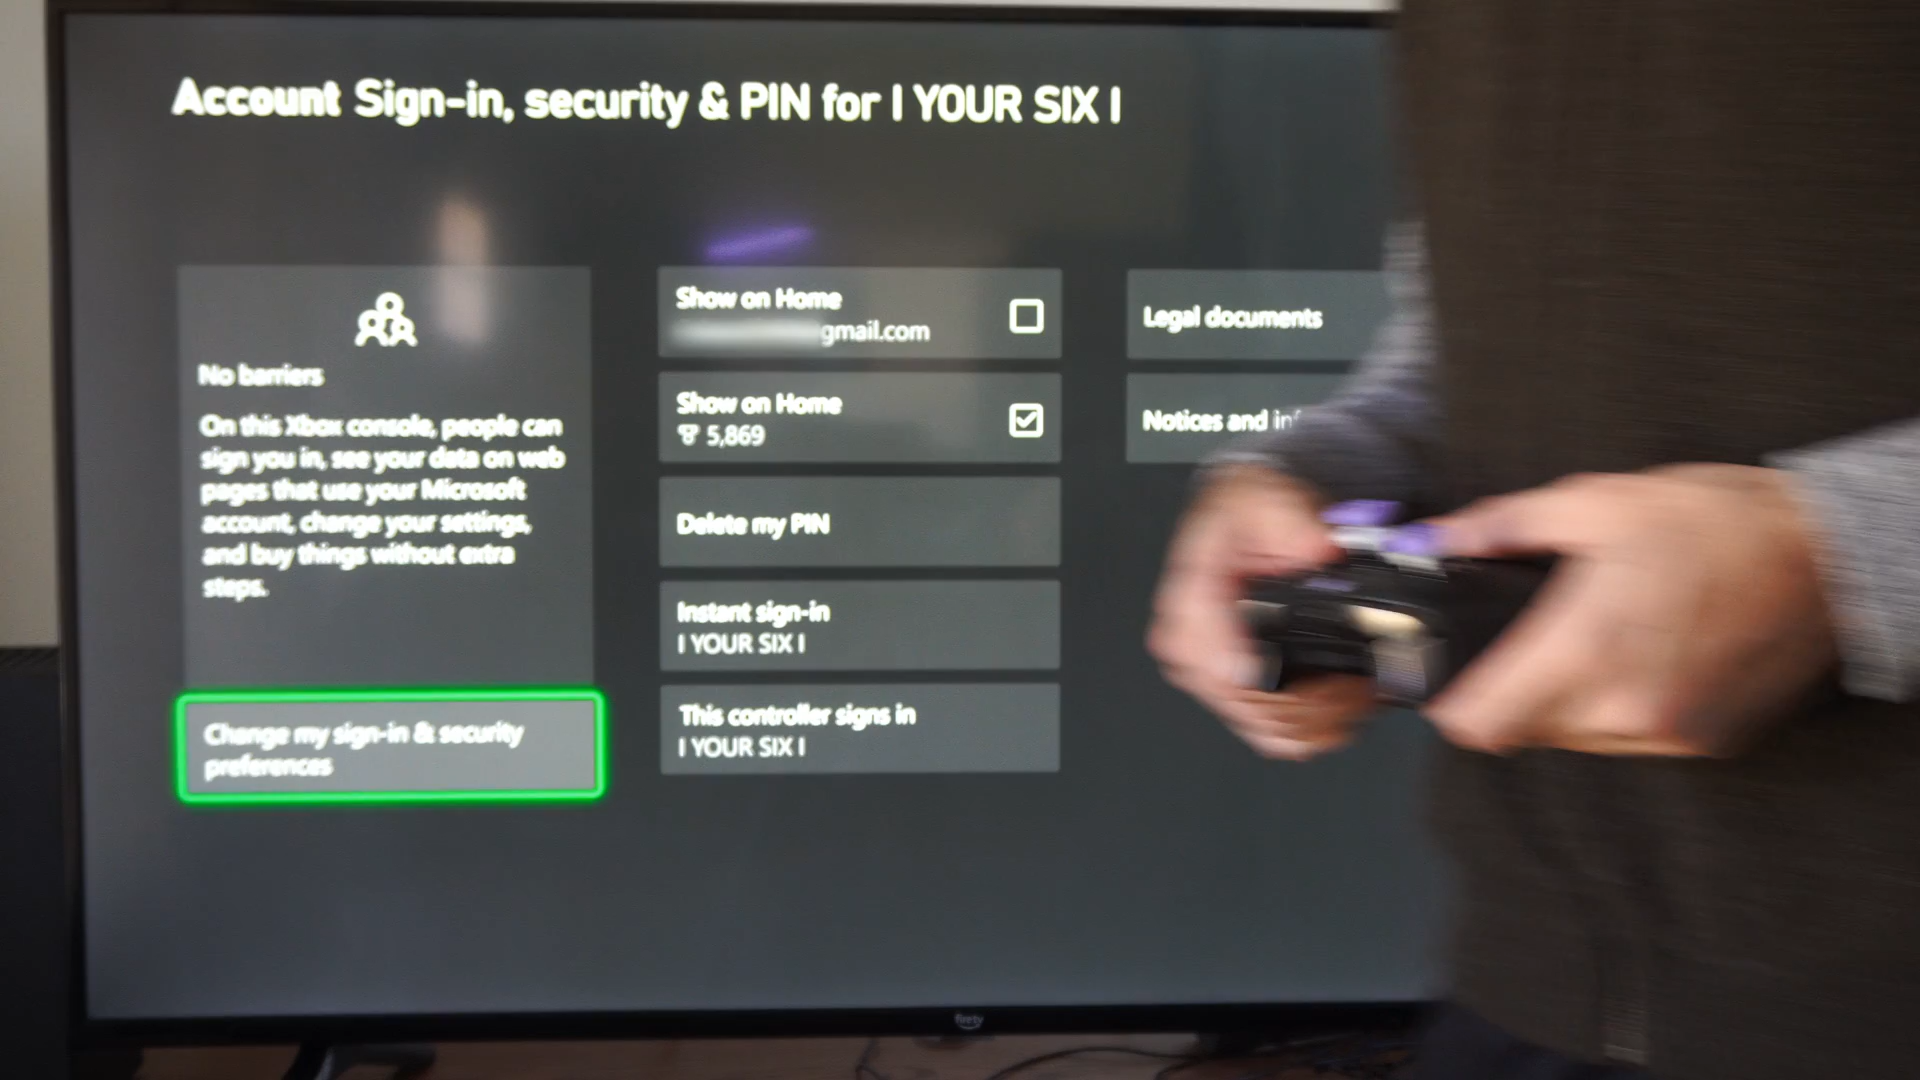 Account Sign-in, security & PIN for I YOUR SIX I
No barriers
On this Xbox console, people can
sign you in, see your data on web
pages that use your Microsoft
account, change your settings,
and buy things without extra
steps.
Change my sign-in & security
preferences
Show on Home
gmail.com
Show on Home
5,869
Delete my PIN
Instant sign-in
I YOUR SIX I
This controller signs in
I YOUR SIX I
Legal documents
Notices and
firetv